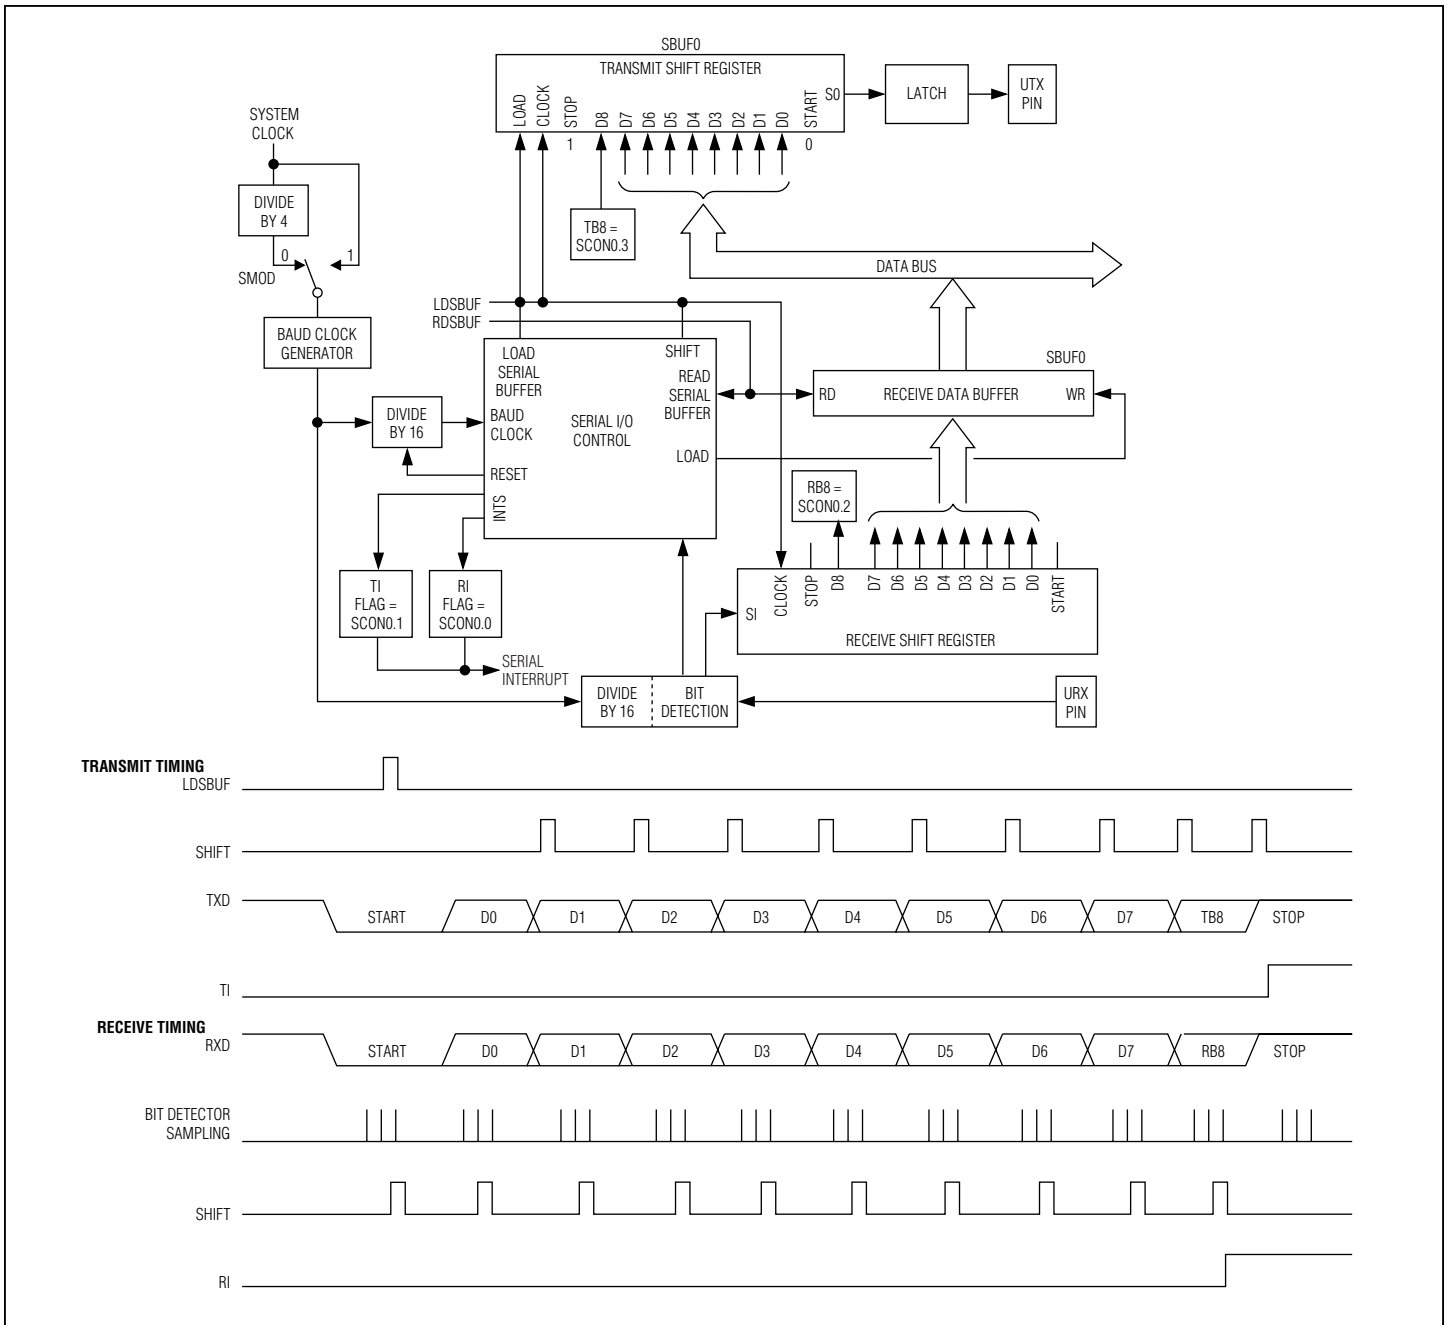 SBUF0
TRANSMIT SHIFT REGISTER
LOAD
CLOCK
STOP
1
D8
D7
D6
D5
D4
D3
D2
D1
D0
START
0
S0
LATCH
UTX
PIN
SYSTEM
CLOCK
DIVIDE
BY 4
0
1
SMOD
BAUD CLOCK
GENERATOR
TB8 =
SCON0.3
DATA BUS
LDSBUF
RDSBUF
LOAD
SERIAL
BUFFER
SHIFT
READ
SERIAL
BUFFER
BAUD
CLOCK
SERIAL I/O
CONTROL
LOAD
RESET
INTS
DIVIDE
BY 16
SBUF0
RD
RECEIVE DATA BUFFER
WR
RB8 =
SCON0.2
TI
FLAG =
SCON0.1
RI
FLAG =
SCON0.0
SERIAL
INTERRUPT
SI
CLOCK
STOP
D8
D7
D6
D5
D4
D3
D2
D1
D0
START
RECEIVE SHIFT REGISTER
DIVIDE
BY 16
BIT
DETECTION
URX
PIN
TRANSMIT TIMING
LDSBUF
SHIFT
TXD
START D0 D1 D2 D3 D4 D5 D6 D7 TB8 STOP
TI
RECEIVE TIMING
RXD
START D0 D1 D2 D3 D4 D5 D6 D7 RB8 STOP
BIT DETECTOR
SAMPLING
SHIFT
RI